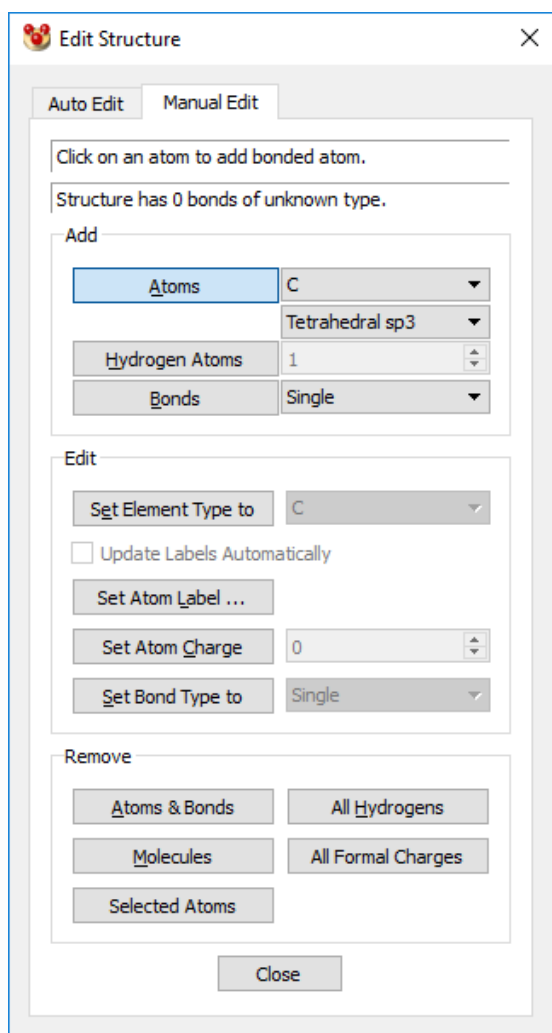 Edit Structure
Auto Edit Manual Edit
Click on an atom to add bonded atom.
Structure has 0 bonds of unknown type.
Add
Atoms C
Tetrahedral sp3
Hydrogen Atoms 1
Bonds Single
Edit
Set Element Type to C
Update Labels Automatically
Set Atom Label ...
Set Atom Charge 0
Set Bond Type to Single
Remove
Atoms & Bonds All Hydrogens
Molecules All Formal Charges
Selected Atoms
Close